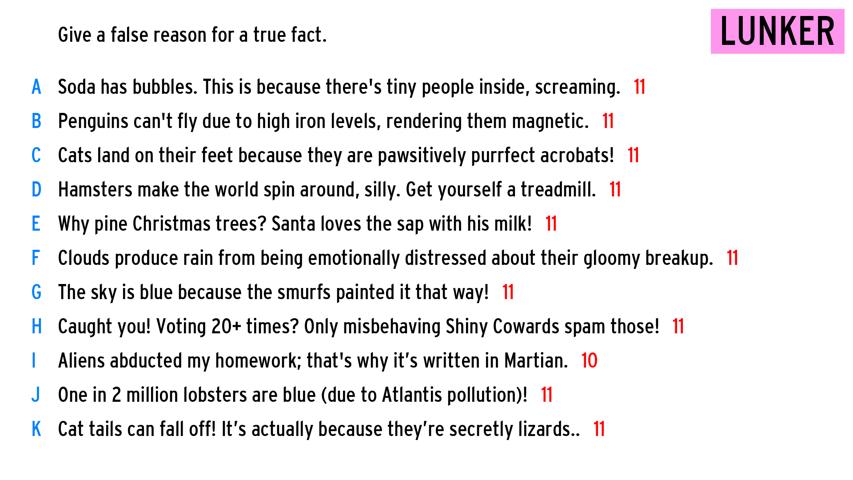 Give a false reason for a true fact.
LUNKER
A Soda has bubbles. This is because there's tiny people inside, screaming. 11
B Penguins can't fly due to high iron levels, rendering them magnetic. 11
C Cats land on their feet because they are pawsitively purrfect acrobats! 11
D Hamsters make the world spin around, silly. Get yourself a treadmill. 11
E Why pine Christmas trees? Santa loves the sap with his milk! 11
F Clouds produce rain from being emotionally distressed about their gloomy breakup. 11
G The sky is blue because the smurfs painted it that way! 11
H Caught you! Voting 20+ times? Only misbehaving Shiny Cowards spam those! 11
I Aliens abducted my homework; that's why it’s written in Martian. 10
J One in 2 million lobsters are blue (due to Atlantis pollution)! 11
K Cat tails can fall off! It’s actually because they’re secretly lizards.. 11